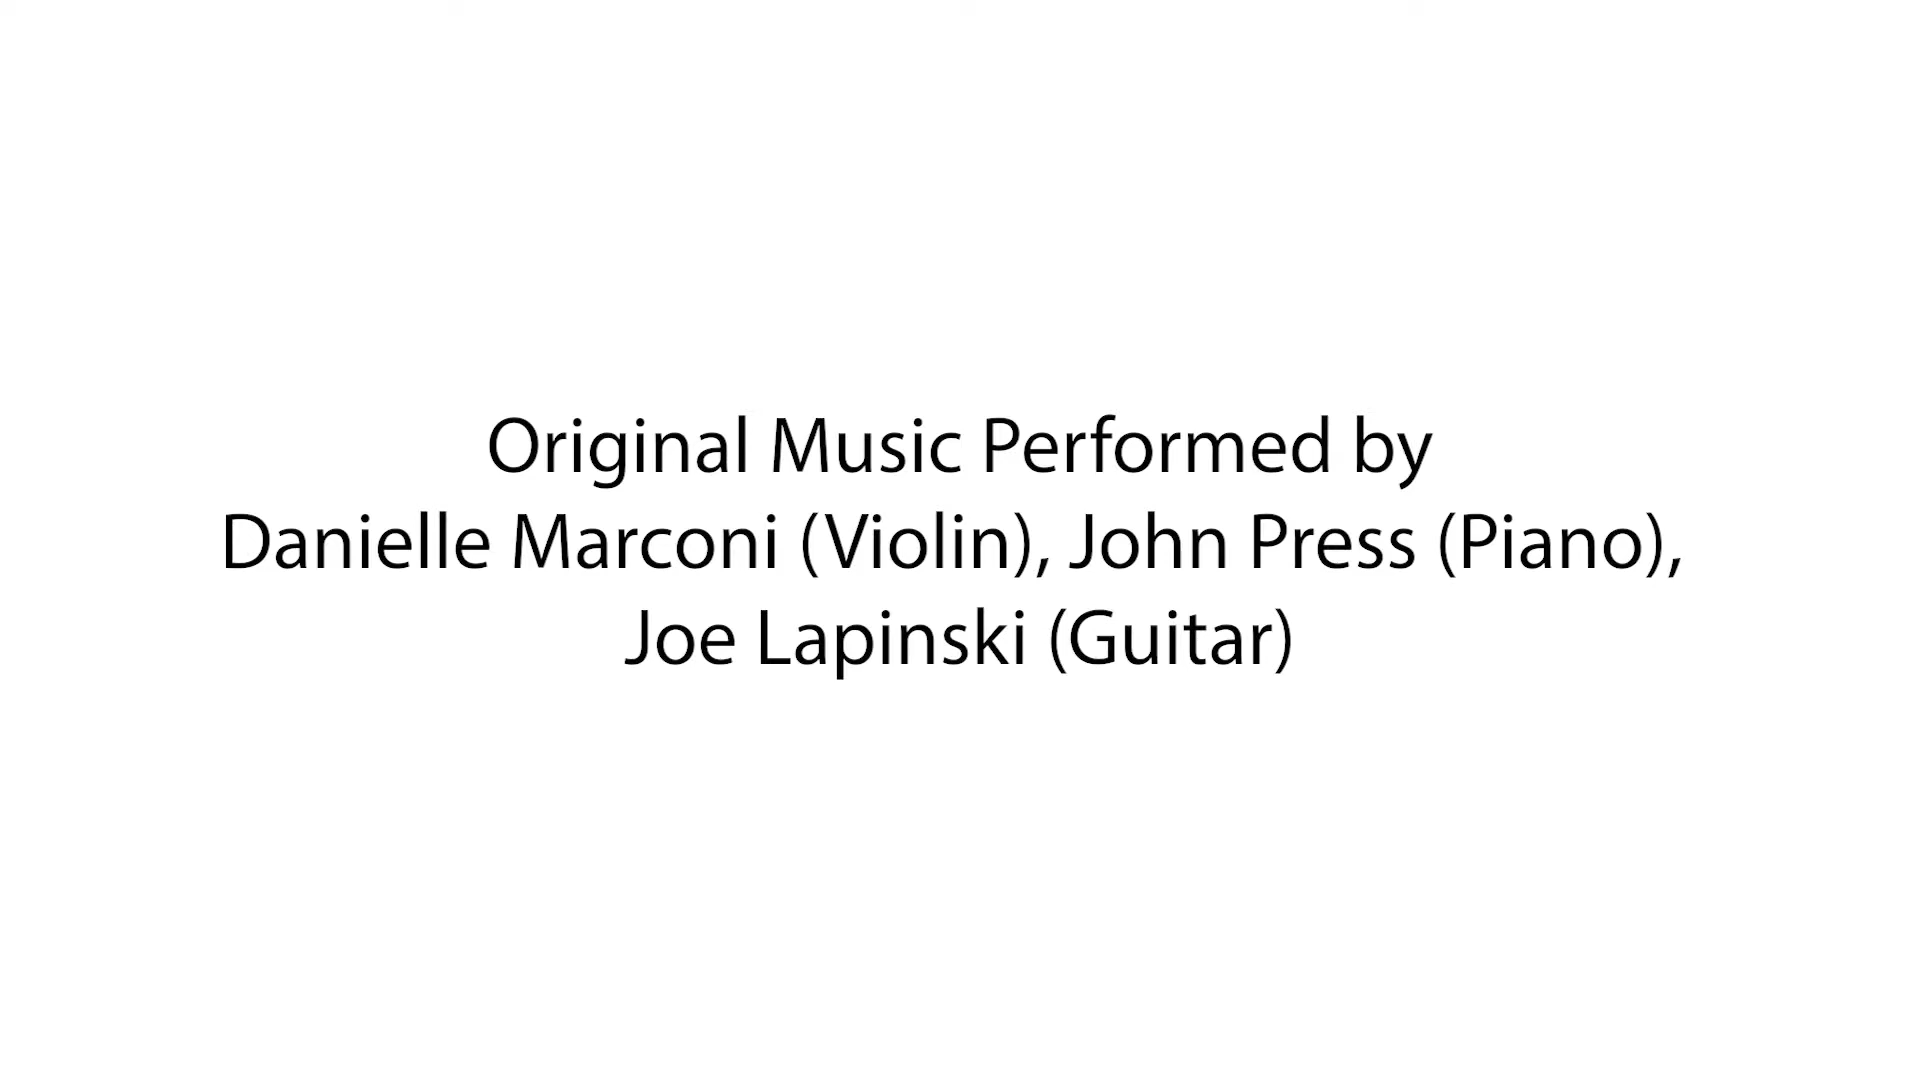 Original Music Performed by
Danielle Marconi (Violin), John Press (Piano),
Joe Lapinski (Guitar)